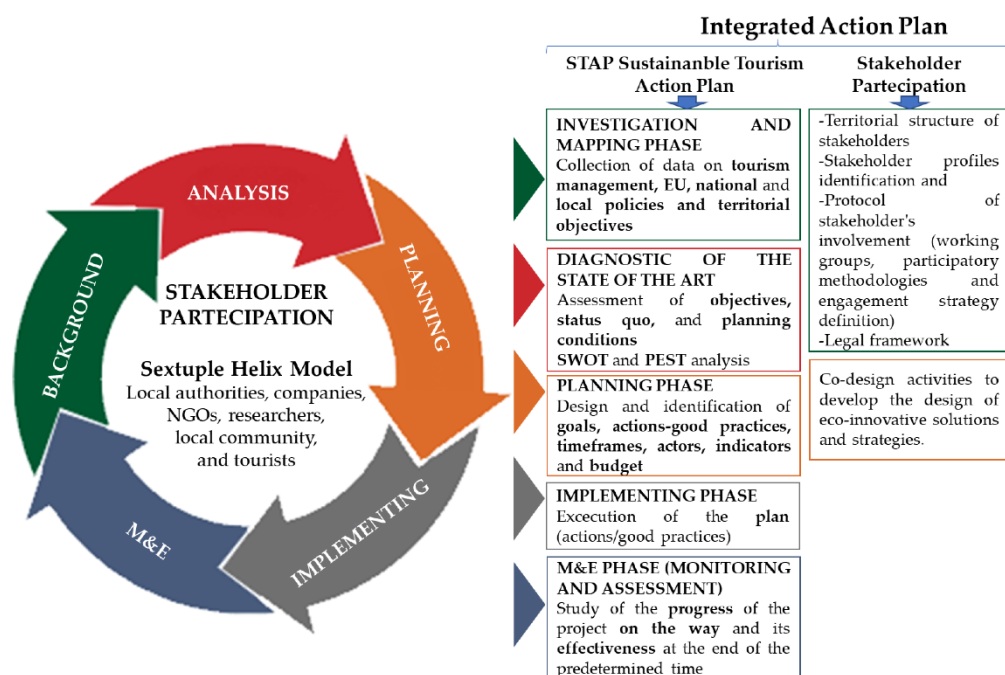 Integrated Action Plan
STAP Sustainanble Tourism
Action Plan
Stakeholder
Partecipation
ANALYSIS
PLANNING
IMPLEMENTING
M&E
BACKGROUND
STAKEHOLDER
PARTECIPATION
Sextuple Helix Model
Local authorities, companies,
NGOs, researchers,
local community,
and tourists
INVESTIGATION AND
MAPPING PHASE
Collection of data on tourism
management, EU, national and
local policies and territorial
objectives
DIAGNOSTIC OF THE
STATE OF THE ART
Assessment of objectives,
status quo, and planning
conditions
SWOT and PEST analysis
PLANNING PHASE
Design and identification of
goals, actions-good practices,
timeframes, actors, indicators
and budget
IMPLEMENTING PHASE
Excecution of the plan
(actions/good practices)
M&E PHASE (MONITORING
AND ASSESSMENT)
Study of the progress of the
project on the way and its
effectiveness at the end of the
predetermined time
-Territorial structure of
stakeholders
-Stakeholder profiles
identification and
-Protocol of
stakeholder's
involvement (working
groups, participatory
methodologies and
engagement strategy
definition)
-Legal framework
Co-design activities to
develop the design of
eco-innovative solutions
and strategies.